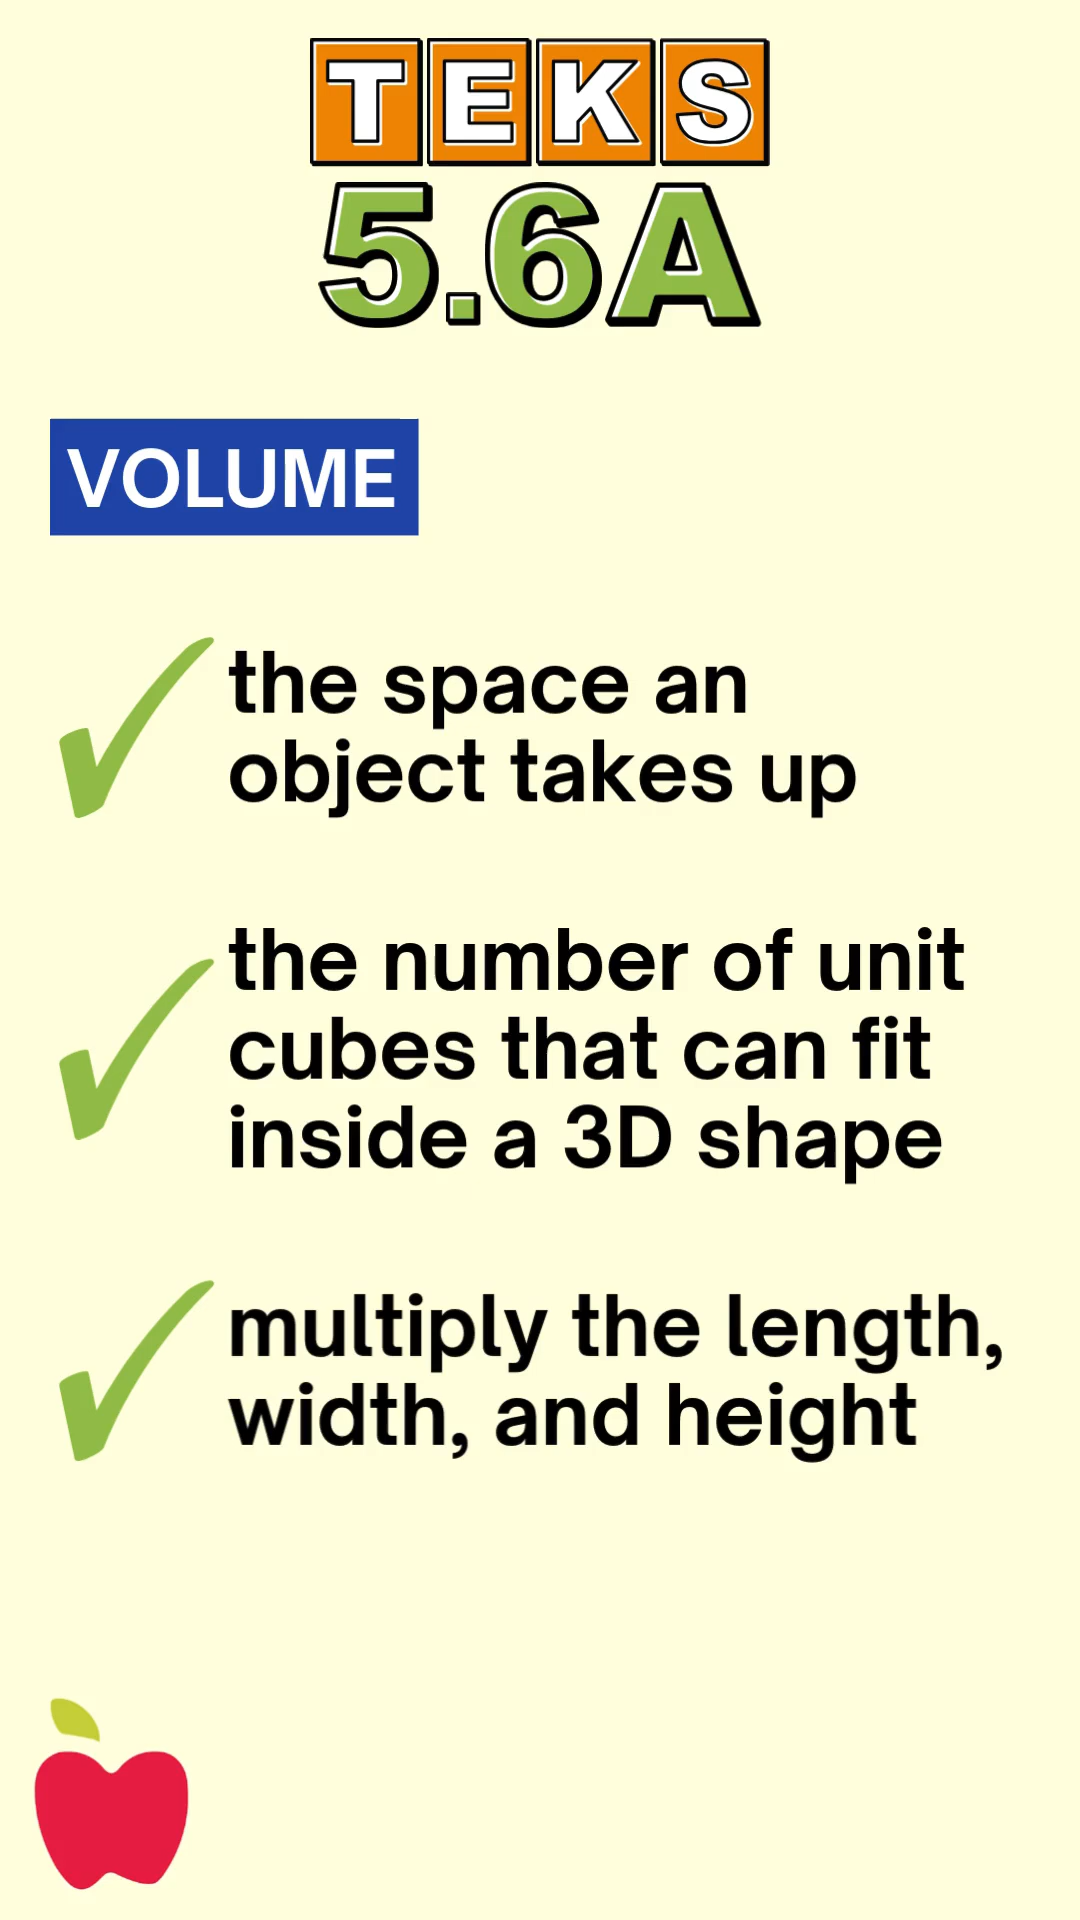 TEKS
5.6A
VOLUME
the space an
object takes up
the number of unit
cubes that can fit
inside a 3D shape
multiply the length,
width, and height